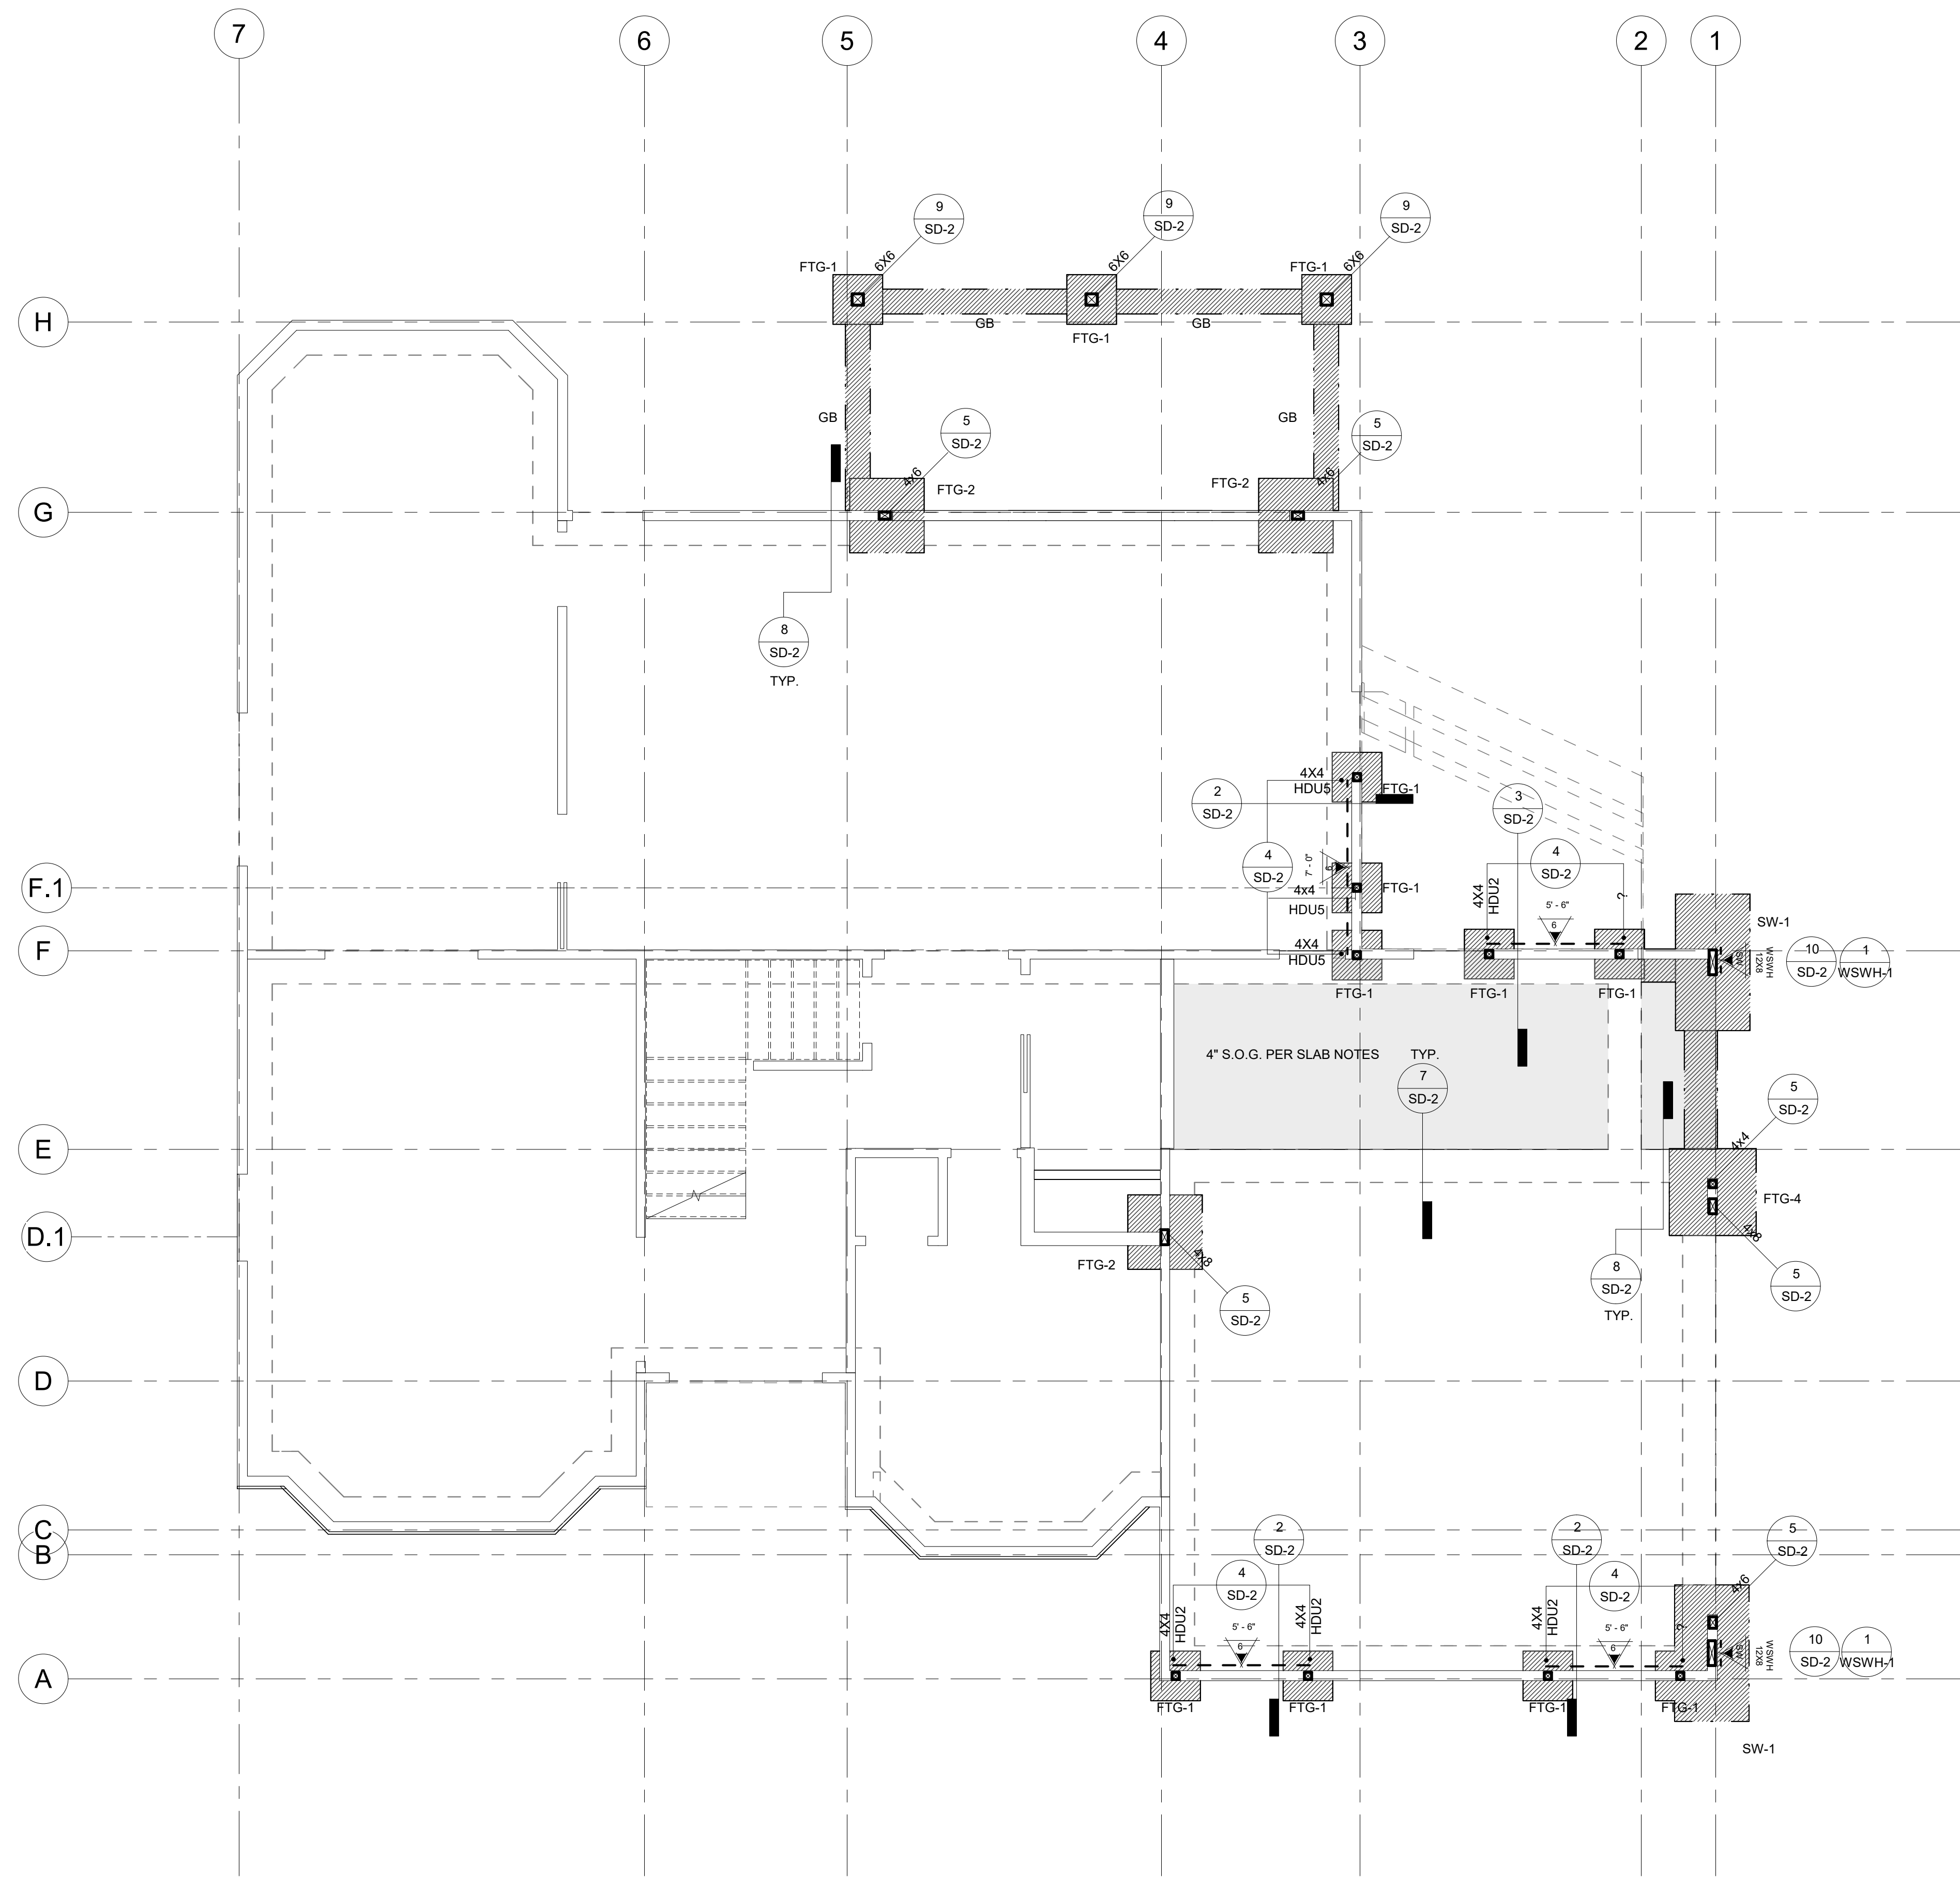 7
6
5
4
3
2
1
9
SD-2
9
SD-2
9
SD-2
FTG-1
6X6
6X6
FTG-1
6X6
H
GB
GB
FTG-1
GB
GB
5
SD-2
5
SD-2
4x6
FTG-2
FTG-2
4x6
G
8
SD-2
TYP.
4X4
HDU5
FTG-1
2
SD-2
3
SD-2
4
SD-2
7' - 0"
6
4
SD-2
F.1
4x4
HDU5
FTG-1
4X4
HDU2
5' - 6"
6
?
SW-1
F
4X4
HDU5
SW
WSWH
12X8
10
SD-2
1
WSWH-1
FTG-1
FTG-1
FTG-1
4" S.O.G. PER SLAB NOTES
TYP.
7
SD-2
5
SD-2
E
4x4
FTG-4
D.1
4X8
FTG-2
4X8
5
SD-2
8
SD-2
TYP.
5
SD-2
D
C
B
2
SD-2
2
SD-2
5
SD-2
4
SD-2
4
SD-2
4x6
4X4
HDU2
5' - 6"
6
4X4
HDU2
4X4
HDU2
5' - 6"
6
?
SW
WSWH
12X8
10
SD-2
1
WSWH-1
A
FTG-1
FTG-1
FTG-1
FTG-1
SW-1